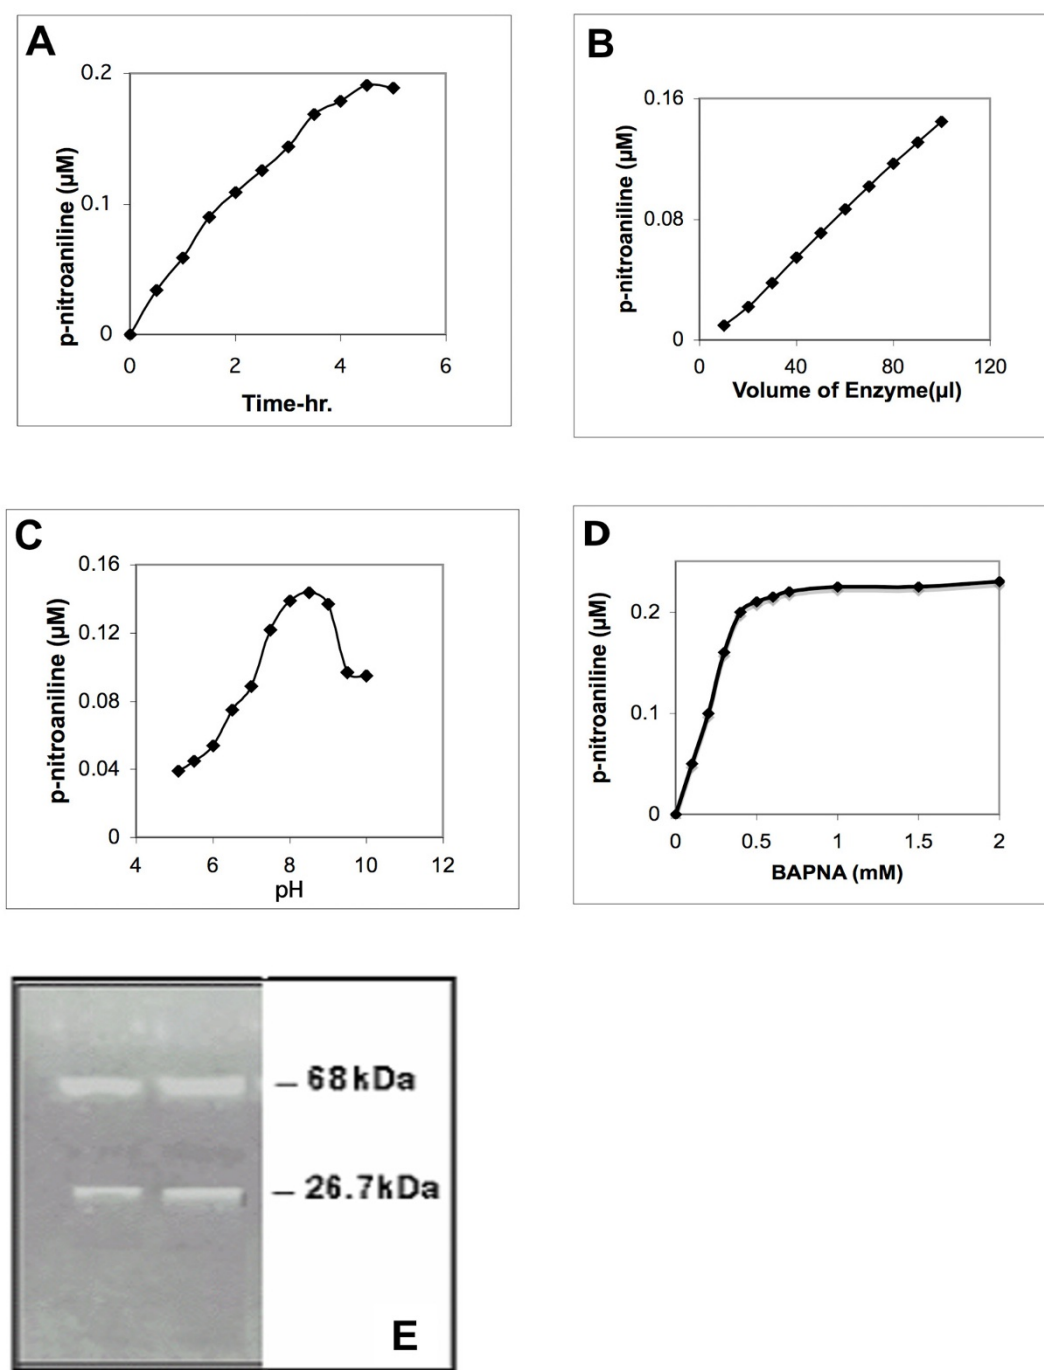 A
0.2
0.1
0
p-nitroaniline (µM)
0 2 4 6
Time-hr.
B
0.16
0.08
0
p-nitroaniline (µM)
0 40 80 120
Volume of Enzyme(µl)
C
0.16
0.12
0.08
0.04
0
p-nitroaniline (µM)
4 6 8 10 12
pH
D
0.2
0.1
0
p-nitroaniline (µM)
0 0.5 1 1.5 2
BAPNA (mM)
– 68kDa
– 26.7kDa
E